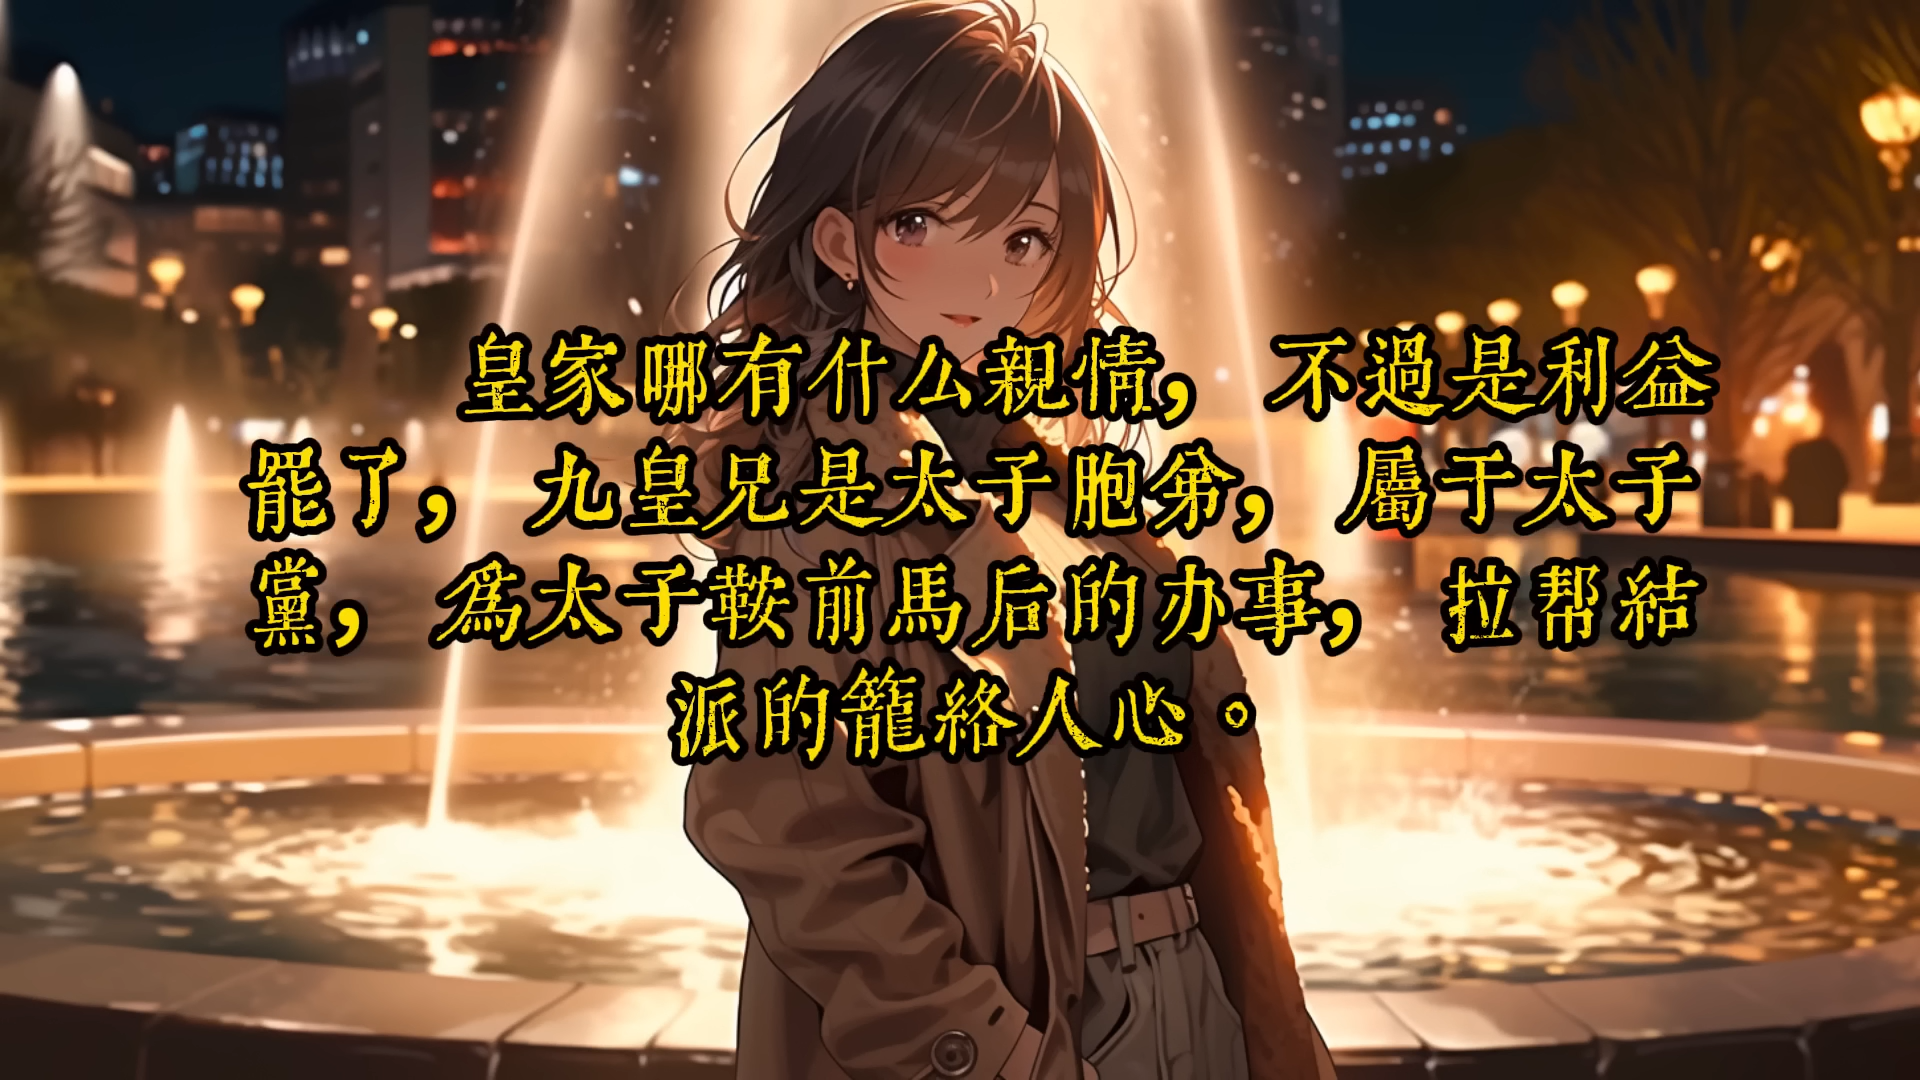 皇家哪有什么親情，不過是利益
罷了，九皇兄是太子胞弟，屬于太子
黨，爲太子鞍前馬后的办事，拉帮結
派的籠絡人心。